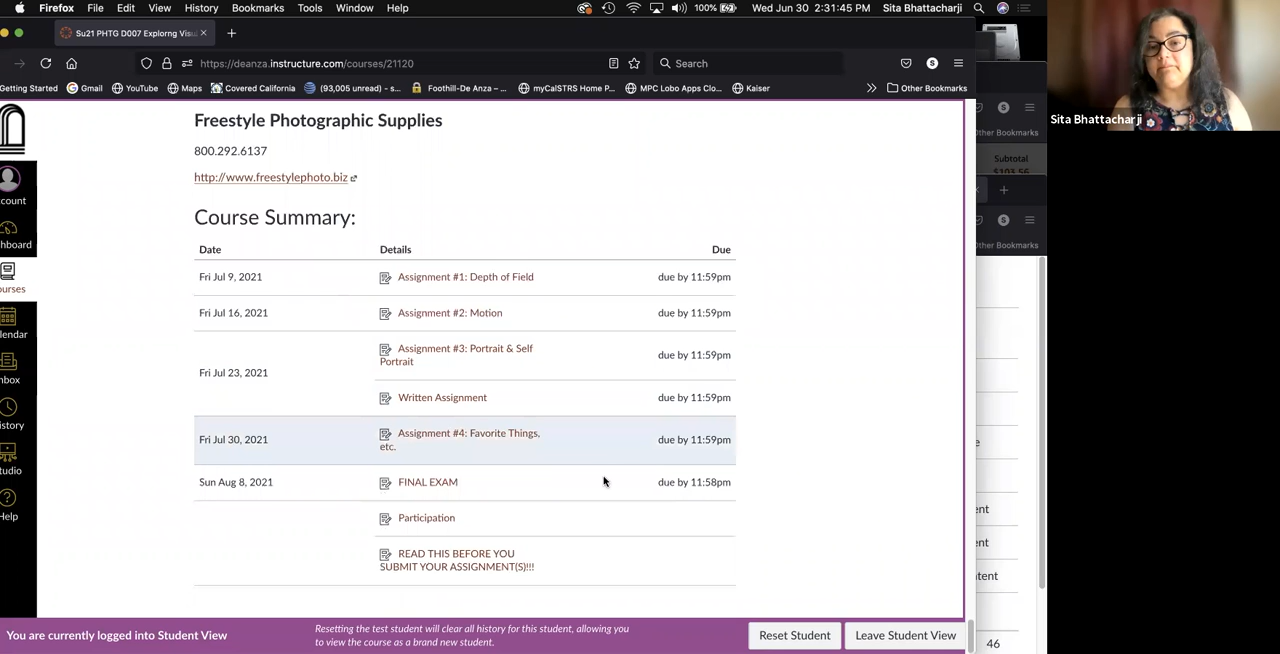 Firefox File Edit View History Bookmarks Tools Window Help 100% Wed Jun 30 2:31:45 PM Sita Bhattacharji
Su21 PHTG D007 Explorng Visu
https://deanza.instructure.com/courses/21120 Search
Getting Started Gmail YouTube Maps Covered California (93,005 unread) - s... Foothill-De Anza – ... myCalSTRS Home P... MPC Lobo Apps Clo... Kaiser Other Bookmarks
Sita Bhattacharji
Other Bookmarks
Subtotal
$103.56
Other Bookmarks
ccount
hboard
ourses
lendar
nbox
istory
tudio
Help
Freestyle Photographic Supplies
800.292.6137
http://www.freestylephoto.biz
Course Summary:
Date Details Due
Fri Jul 9, 2021 Assignment #1: Depth of Field due by 11:59pm
Fri Jul 16, 2021 Assignment #2: Motion due by 11:59pm
Fri Jul 23, 2021 Assignment #3: Portrait & Self due by 11:59pm
Portrait
Written Assignment due by 11:59pm
Fri Jul 30, 2021 Assignment #4: Favorite Things, due by 11:59pm
etc.
Sun Aug 8, 2021 FINAL EXAM due by 11:58pm
Participation
READ THIS BEFORE YOU
SUBMIT YOUR ASSIGNMENT(S)!!!
e
ent
ent
tent
46
You are currently logged into Student View
Resetting the test student will clear all history for this student, allowing you
to view the course as a brand new student.
Reset Student Leave Student View